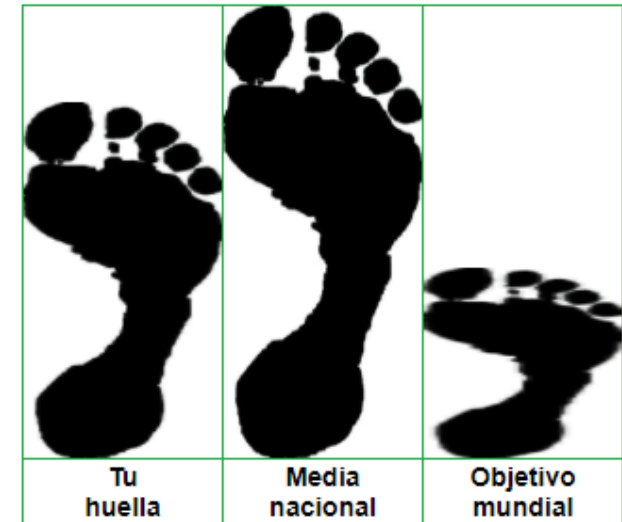 Tu
huella
Media
nacional
Objetivo
mundial